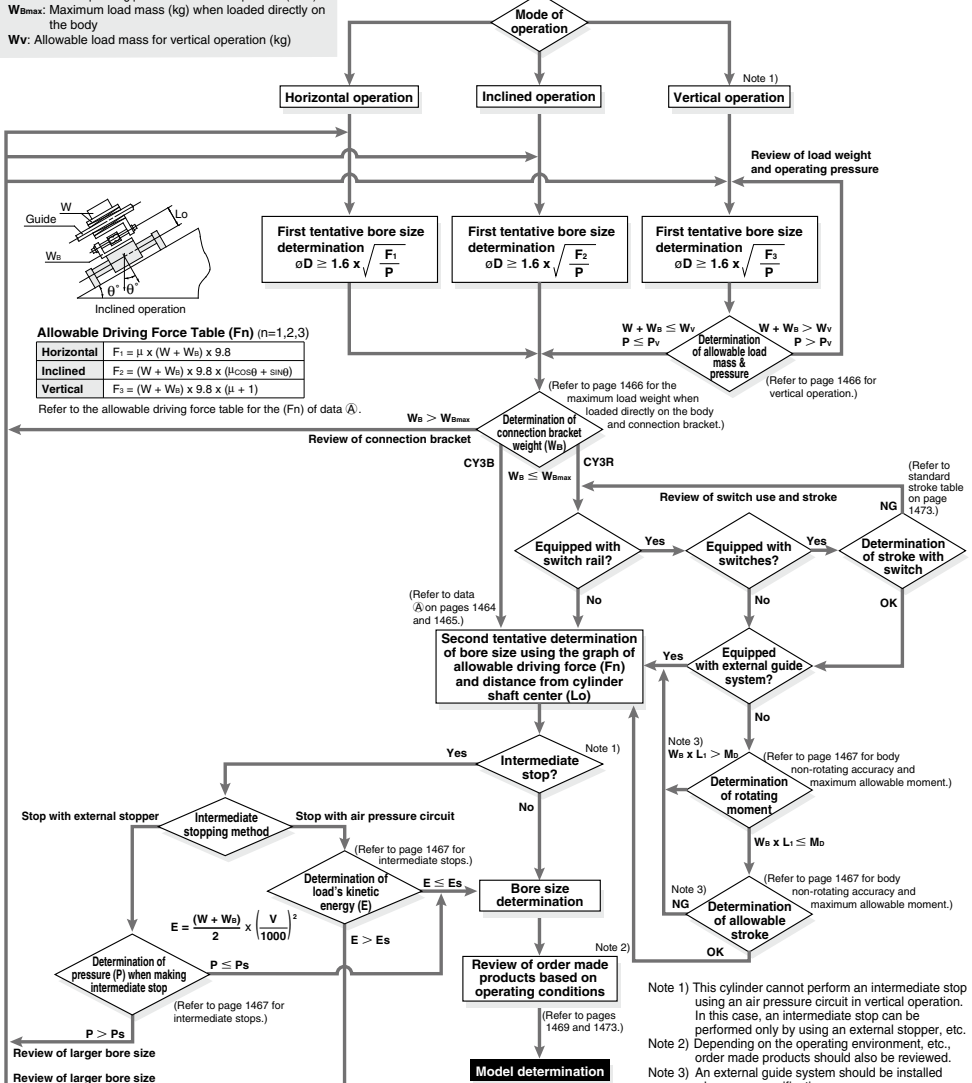 WBmax: Maximum load mass (kg) when loaded directly on
the body
Wv: Allowable load mass for vertical operation (kg)
Mode of
operation
Note 1)
Horizontal operation
Inclined operation
Vertical operation
Review of load weight
and operating pressure
W
Guide
Lo
WB
θ° θ°
Inclined operation
First tentative bore size
determination
øD ≥ 1.6 x √ F1 / P
First tentative bore size
determination
øD ≥ 1.6 x √ F2 / P
First tentative bore size
determination
øD ≥ 1.6 x √ F3 / P
Allowable Driving Force Table (Fn) (n=1,2,3)
Horizontal F1 = μ x (W + WB) x 9.8
Inclined F2 = (W + WB) x 9.8 x (μCOSθ + SINθ)
Vertical F3 = (W + WB) x 9.8 x (μ + 1)
Refer to the allowable driving force table for the (Fn) of data Ⓐ.
W + WB ≤ Wv
P ≤ Pv
W + WB > Wv
P > Pv
Determination
of allowable load
mass &
pressure
(Refer to page 1466 for
vertical operation.)
(Refer to page 1466 for the
maximum load weight when
loaded directly on the body
and connection bracket.)
WB > WBmax
Review of connection bracket
Determination of
connection bracket
weight (WB)
CY3B
CY3R
WB ≤ WBmax
Review of switch use and stroke
(Refer to
standard
stroke table
on page
1473.)
NG
Equipped with
switch rail?
Yes
Equipped with
switches?
Yes
Determination
of stroke with
switch
No
No
OK
(Refer to data
Ⓐ on pages 1464
and 1465.)
Second tentative determination
of bore size using the graph of
allowable driving force (Fn)
and distance from cylinder
shaft center (Lo)
Yes
Equipped
with external guide
system?
No
Note 3)
WB x L1 > MD
(Refer to page 1467 for body
non-rotating accuracy and
maximum allowable moment.)
Determination
of rotating
moment
WB x L1 ≤ MD
Yes
Intermediate
stop?
Note 1)
No
Stop with external stopper
Intermediate
stopping method
Stop with air pressure circuit
(Refer to page 1467 for
intermediate stops.)
Determination of
load's kinetic
energy (E)
E ≤ Es
E = (W + WB) / 2 x (V / 1000)²
E > Es
Bore size
determination
(Refer to page 1467 for body
non-rotating accuracy and
maximum allowable moment.)
Note 3)
NG
Determination
of allowable
stroke
OK
Determination of
pressure (P) when making
intermediate stop
P ≤ Ps
(Refer to page 1467 for
intermediate stops.)
P > Ps
Review of larger bore size
Review of larger bore size
Note 2)
Review of order made
products based on
operating conditions
(Refer to pages
1469 and 1473.)
Model determination
Note 1) This cylinder cannot perform an intermediate stop
using an air pressure circuit in vertical operation.
In this case, an intermediate stop can be
performed only by using an external stopper, etc.
Note 2) Depending on the operating environment, etc.,
order made products should also be reviewed.
Note 3) An external guide system should be installed